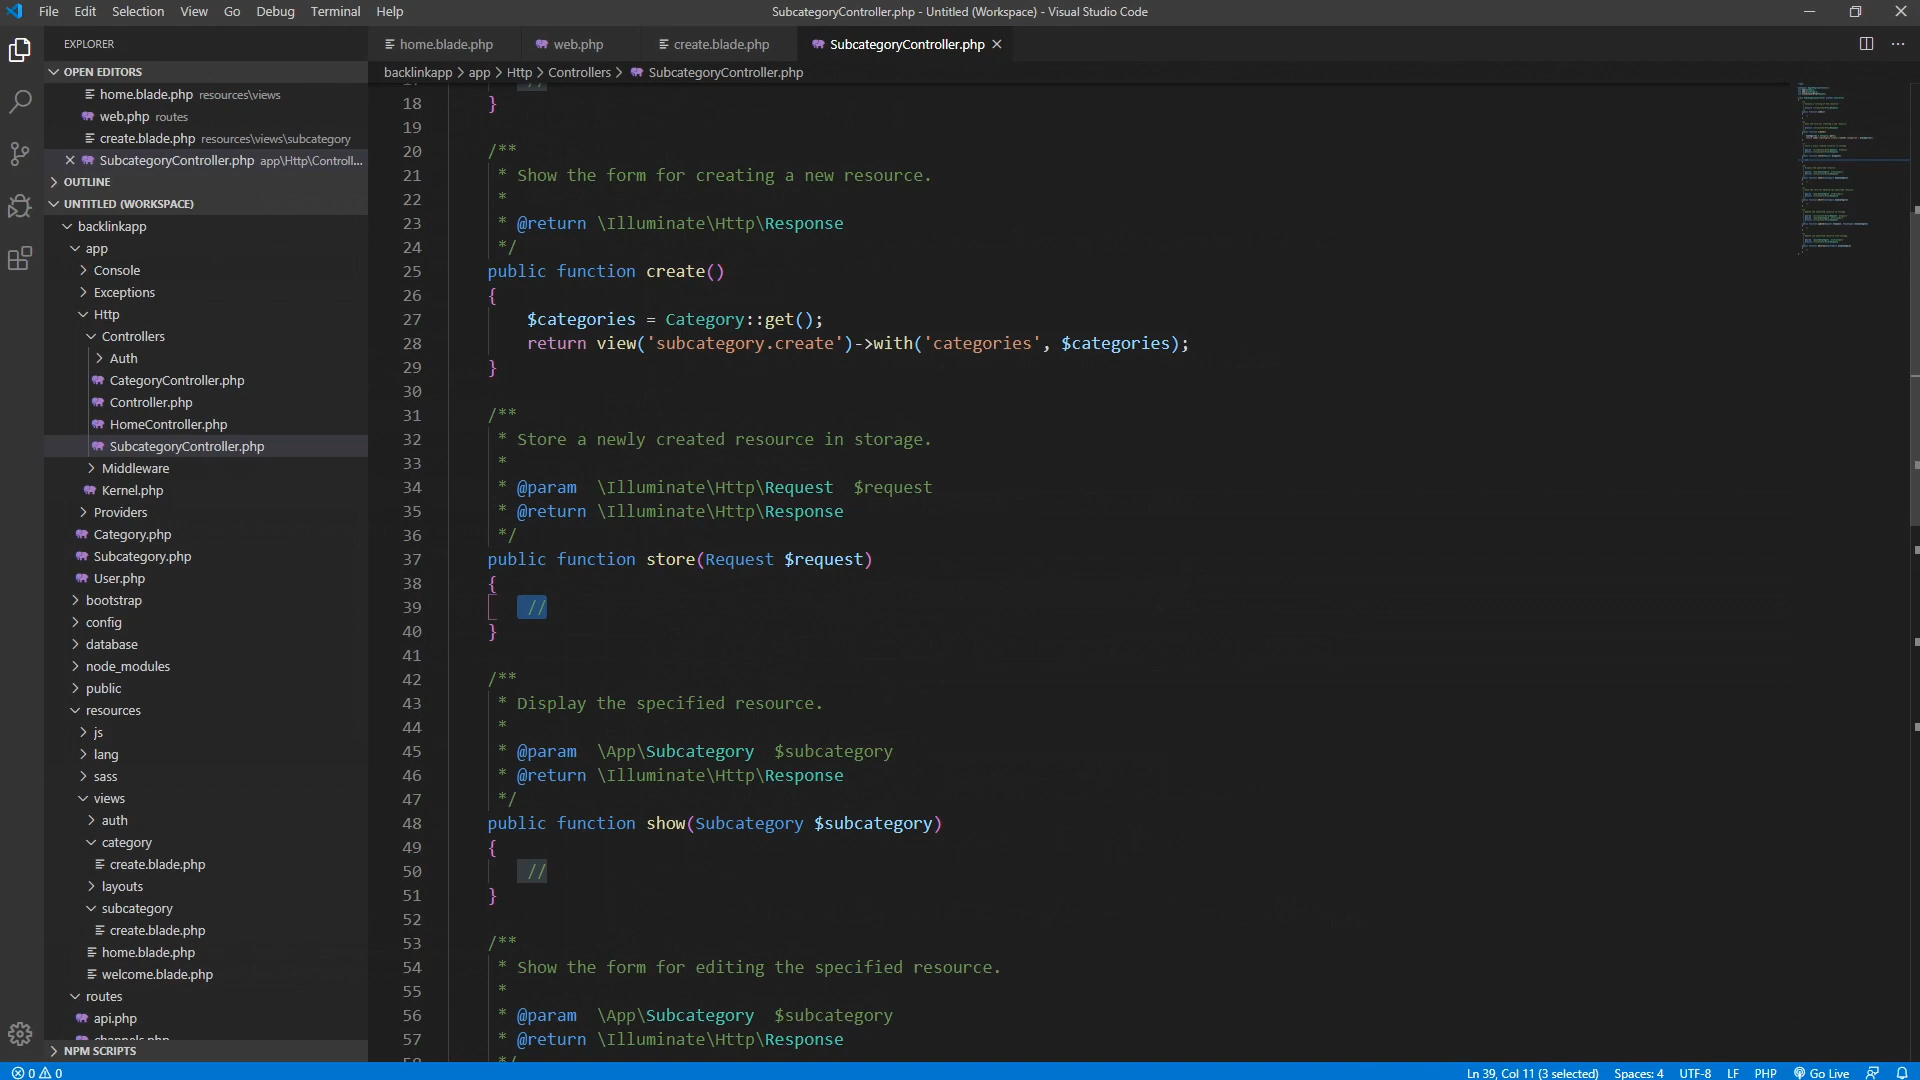 File Edit Selection View Go Debug Terminal Help
SubcategoryController.php - Untitled (Workspace) - Visual Studio Code
EXPLORER
OPEN EDITORS
home.blade.php resources\views
web.php routes
create.blade.php resources\views\subcategory
SubcategoryController.php app\Http\Controll...
OUTLINE
UNTITLED (WORKSPACE)
backlinkapp
app
Console
Exceptions
Http
Controllers
Auth
CategoryController.php
Controller.php
HomeController.php
SubcategoryController.php
Middleware
Kernel.php
Providers
Category.php
Subcategory.php
User.php
bootstrap
config
database
node_modules
public
resources
js
lang
sass
views
auth
category
create.blade.php
layouts
subcategory
create.blade.php
home.blade.php
welcome.blade.php
routes
api.php
channels.php
NPM SCRIPTS
home.blade.php web.php create.blade.php SubcategoryController.php
backlinkapp > app > Http > Controllers > SubcategoryController.php
18 }
19
20 /**
21 * Show the form for creating a new resource.
22 *
23 * @return \Illuminate\Http\Response
24 */
25 public function create()
26 {
27 $categories = Category::get();
28 return view('subcategory.create')->with('categories', $categories);
29 }
30
31 /**
32 * Store a newly created resource in storage.
33 *
34 * @param  \Illuminate\Http\Request  $request
35 * @return \Illuminate\Http\Response
36 */
37 public function store(Request $request)
38 {
39 //
40 }
41
42 /**
43 * Display the specified resource.
44 *
45 * @param  \App\Subcategory  $subcategory
46 * @return \Illuminate\Http\Response
47 */
48 public function show(Subcategory $subcategory)
49 {
50 //
51 }
52
53 /**
54 * Show the form for editing the specified resource.
55 *
56 * @param  \App\Subcategory  $subcategory
57 * @return \Illuminate\Http\Response
0 0
Ln 39, Col 11 (3 selected) Spaces: 4 UTF-8 LF PHP Go Live